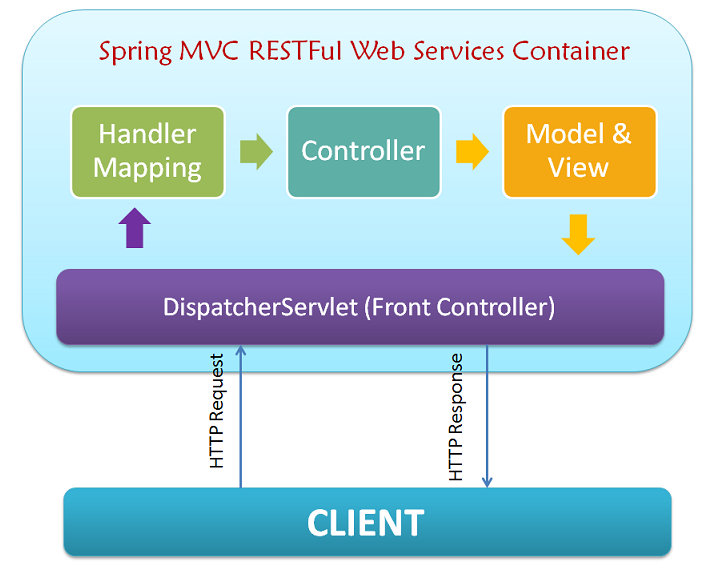 Spring MVC RESTFul Web Services Container
Handler
Mapping
Controller
Model &
View
DispatcherServlet (Front Controller)
HTTP Request
HTTP Response
CLIENT